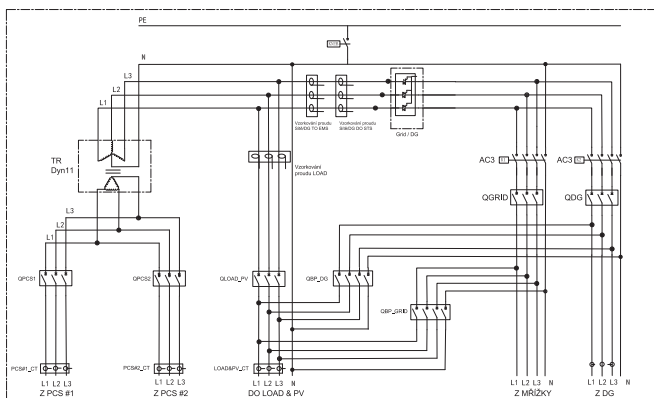 PE
N
L3
L2
L1
Vzorkování proudu
Sítě/DG TO EMS
Vzorkování proudu
Sítě/DG DO STS
Grid / DG
TR
Dyn11
Vzorkování
proudu LOAD
AC3
AC3
QGRID
QDG
L3
L2
L1
QPCS1
QPCS2
QLOAD_PV
QBP_DG
QBP_GRID
PCS#1_CT
PCS#2_CT
LOAD&PV_CT
L1 L2 L3
L1 L2 L3
L1 L2 L3 N
N
L1 L2 L3 N
L1 L2 L3 N
Z PCS #1
Z PCS #2
DO LOAD & PV
Z MŘÍŽKY
Z DG